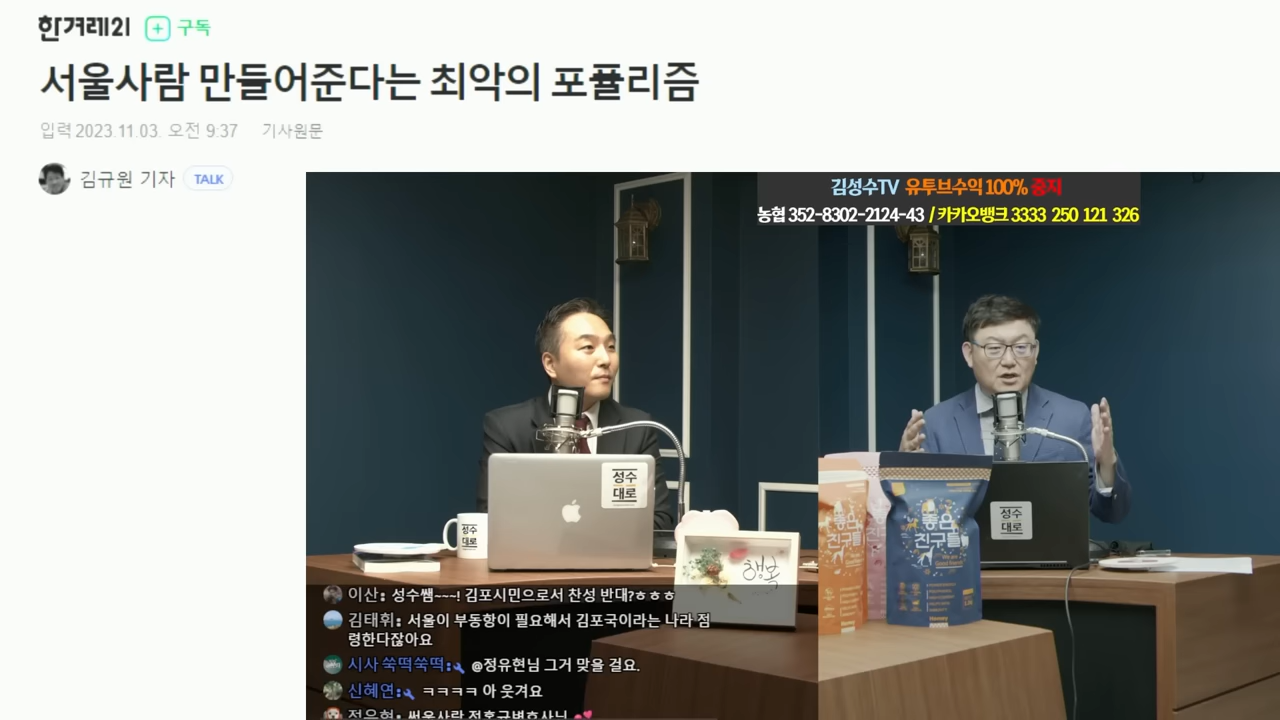 한겨레21 구독
서울사람 만들어준다는 최악의 포퓰리즘
입력 2023.11.03. 오전 9:37 기사원문
김규원 기자 TALK
김성수TV 유투브수익 100% 중지
농협 352-8302-2124-43 / 카카오뱅크 3333 250 121 326
성수
대로
성수
대로
행복
좋은
친구들
좋은
친구들
성수
대로
이산: 성수쌤~~~! 김포시민으로서 찬성 반대?ㅎㅎㅎ
김태휘: 서울이 부동항이 필요해서 김포국이라는 나라 점
령한다잖아요
시사 쑥떡쑥떡: @정유현님 그거 맞을 걸요.
신혜연: ㅋㅋㅋㅋ 아 웃겨요